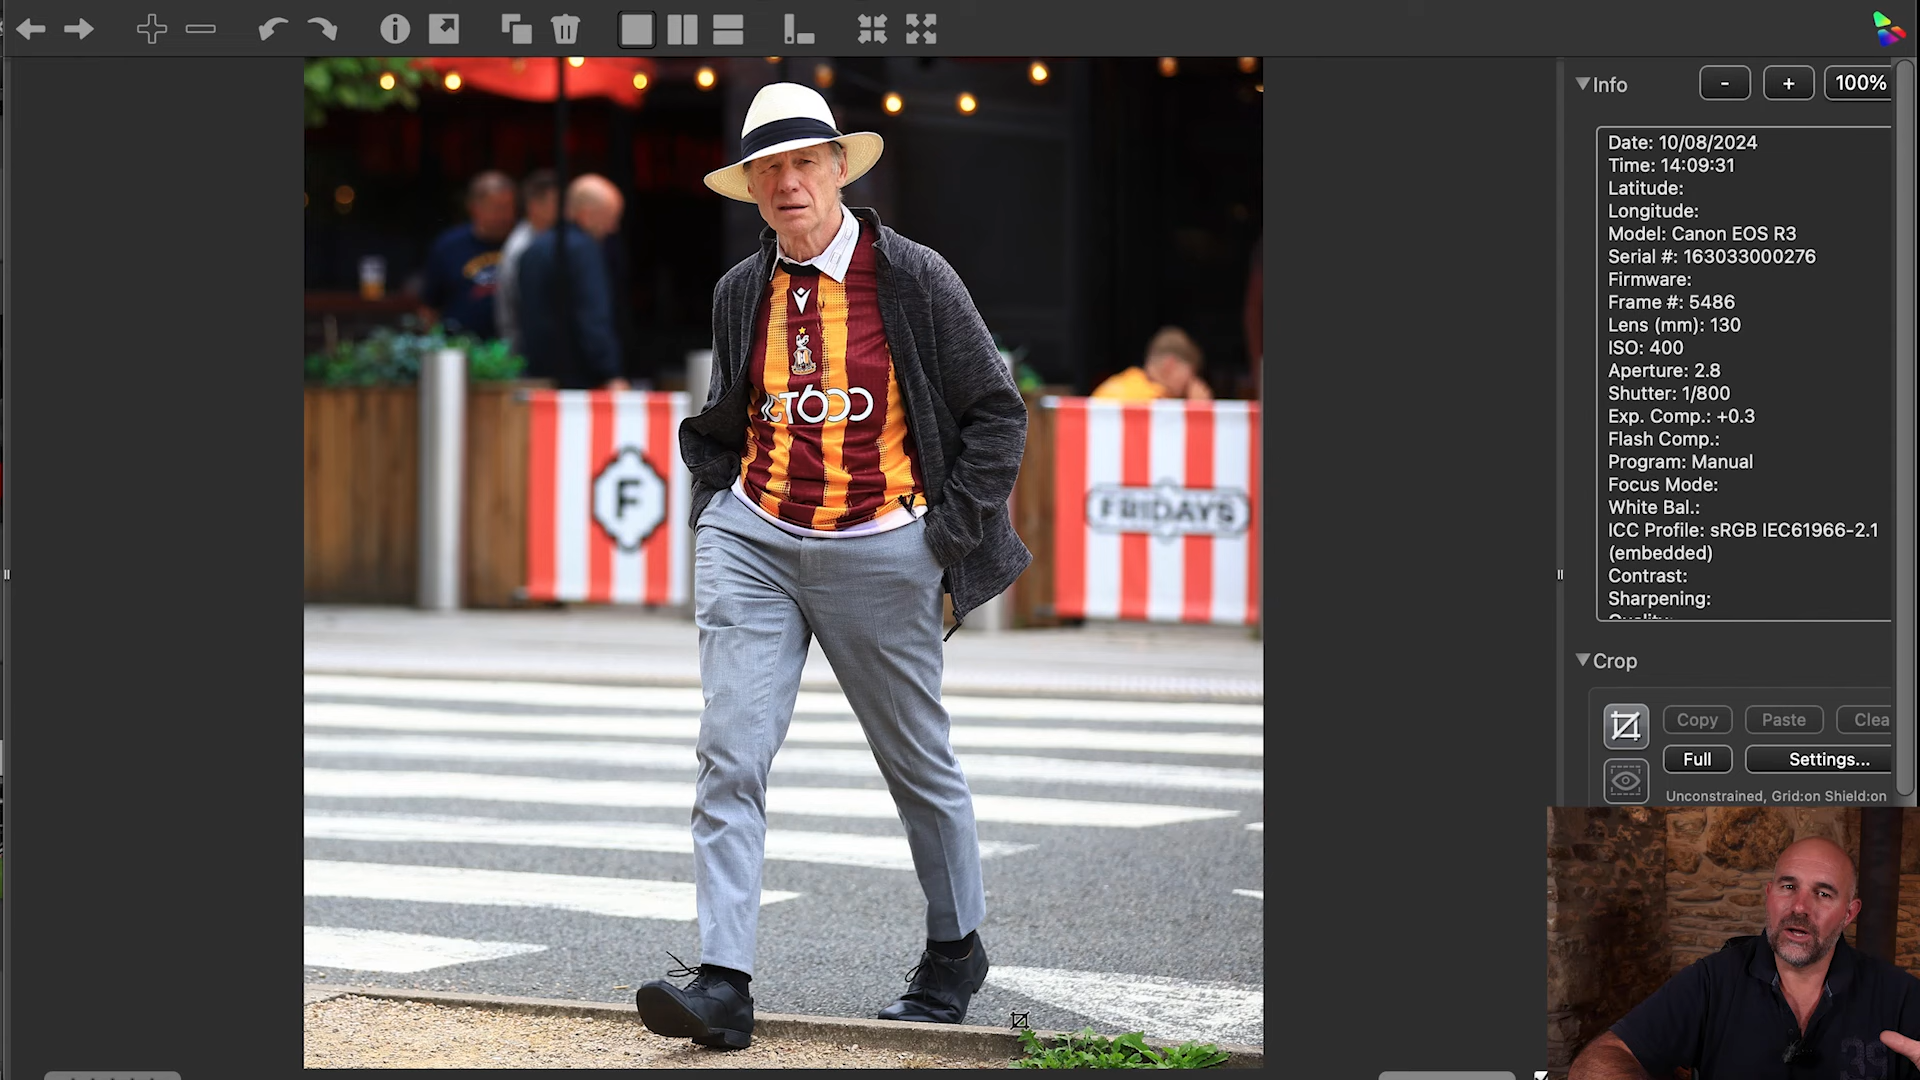 Info
-
+
100%
Date: 10/08/2024
Time: 14:09:31
Latitude:
Longitude:
Model: Canon EOS R3
Serial #: 163033000276
Firmware:
Frame #: 5486
Lens (mm): 130
ISO: 400
Aperture: 2.8
Shutter: 1/800
Exp. Comp.: +0.3
Flash Comp.:
Program: Manual
Focus Mode:
White Bal.:
ICC Profile: sRGB IEC61966-2.1
(embedded)
Contrast:
Sharpening:
Crop
Copy
Paste
Clea
Full
Settings...
Unconstrained, Grid:on Shield:on
CT600
F
FRIDAYS